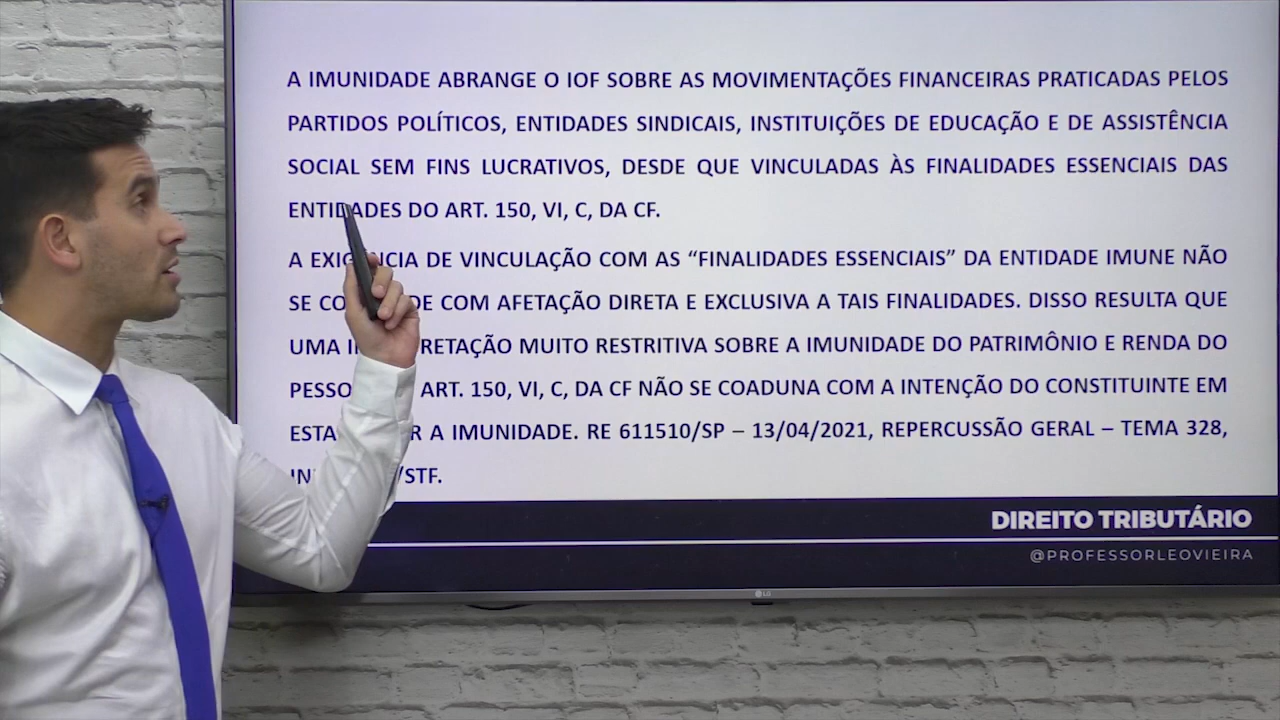 A IMUNIDADE ABRANGE O IOF SOBRE AS MOVIMENTAÇÕES FINANCEIRAS PRATICADAS PELOS
PARTIDOS POLÍTICOS, ENTIDADES SINDICAIS, INSTITUIÇÕES DE EDUCAÇÃO E DE ASSISTÊNCIA
SOCIAL SEM FINS LUCRATIVOS, DESDE QUE VINCULADAS ÀS FINALIDADES ESSENCIAIS DAS
ENTIDADES DO ART. 150, VI, C, DA CF.
A EXIGÊNCIA DE VINCULAÇÃO COM AS “FINALIDADES ESSENCIAIS” DA ENTIDADE IMUNE NÃO
SE COM AFETAÇÃO DIRETA E EXCLUSIVA A TAIS FINALIDADES. DISSO RESULTA QUE
UMA MUITO RESTRITIVA SOBRE A IMUNIDADE DO PATRIMÔNIO E RENDA DO
ART. 150, VI, C, DA CF NÃO SE COADUNA COM A INTENÇÃO DO CONSTITUINTE EM
A IMUNIDADE. RE 611510/SP – 13/04/2021, REPERCUSSÃO GERAL – TEMA 328,
/STF.
DIREITO TRIBUTÁRIO
@PROFESSORLEOVIEIRA
LG